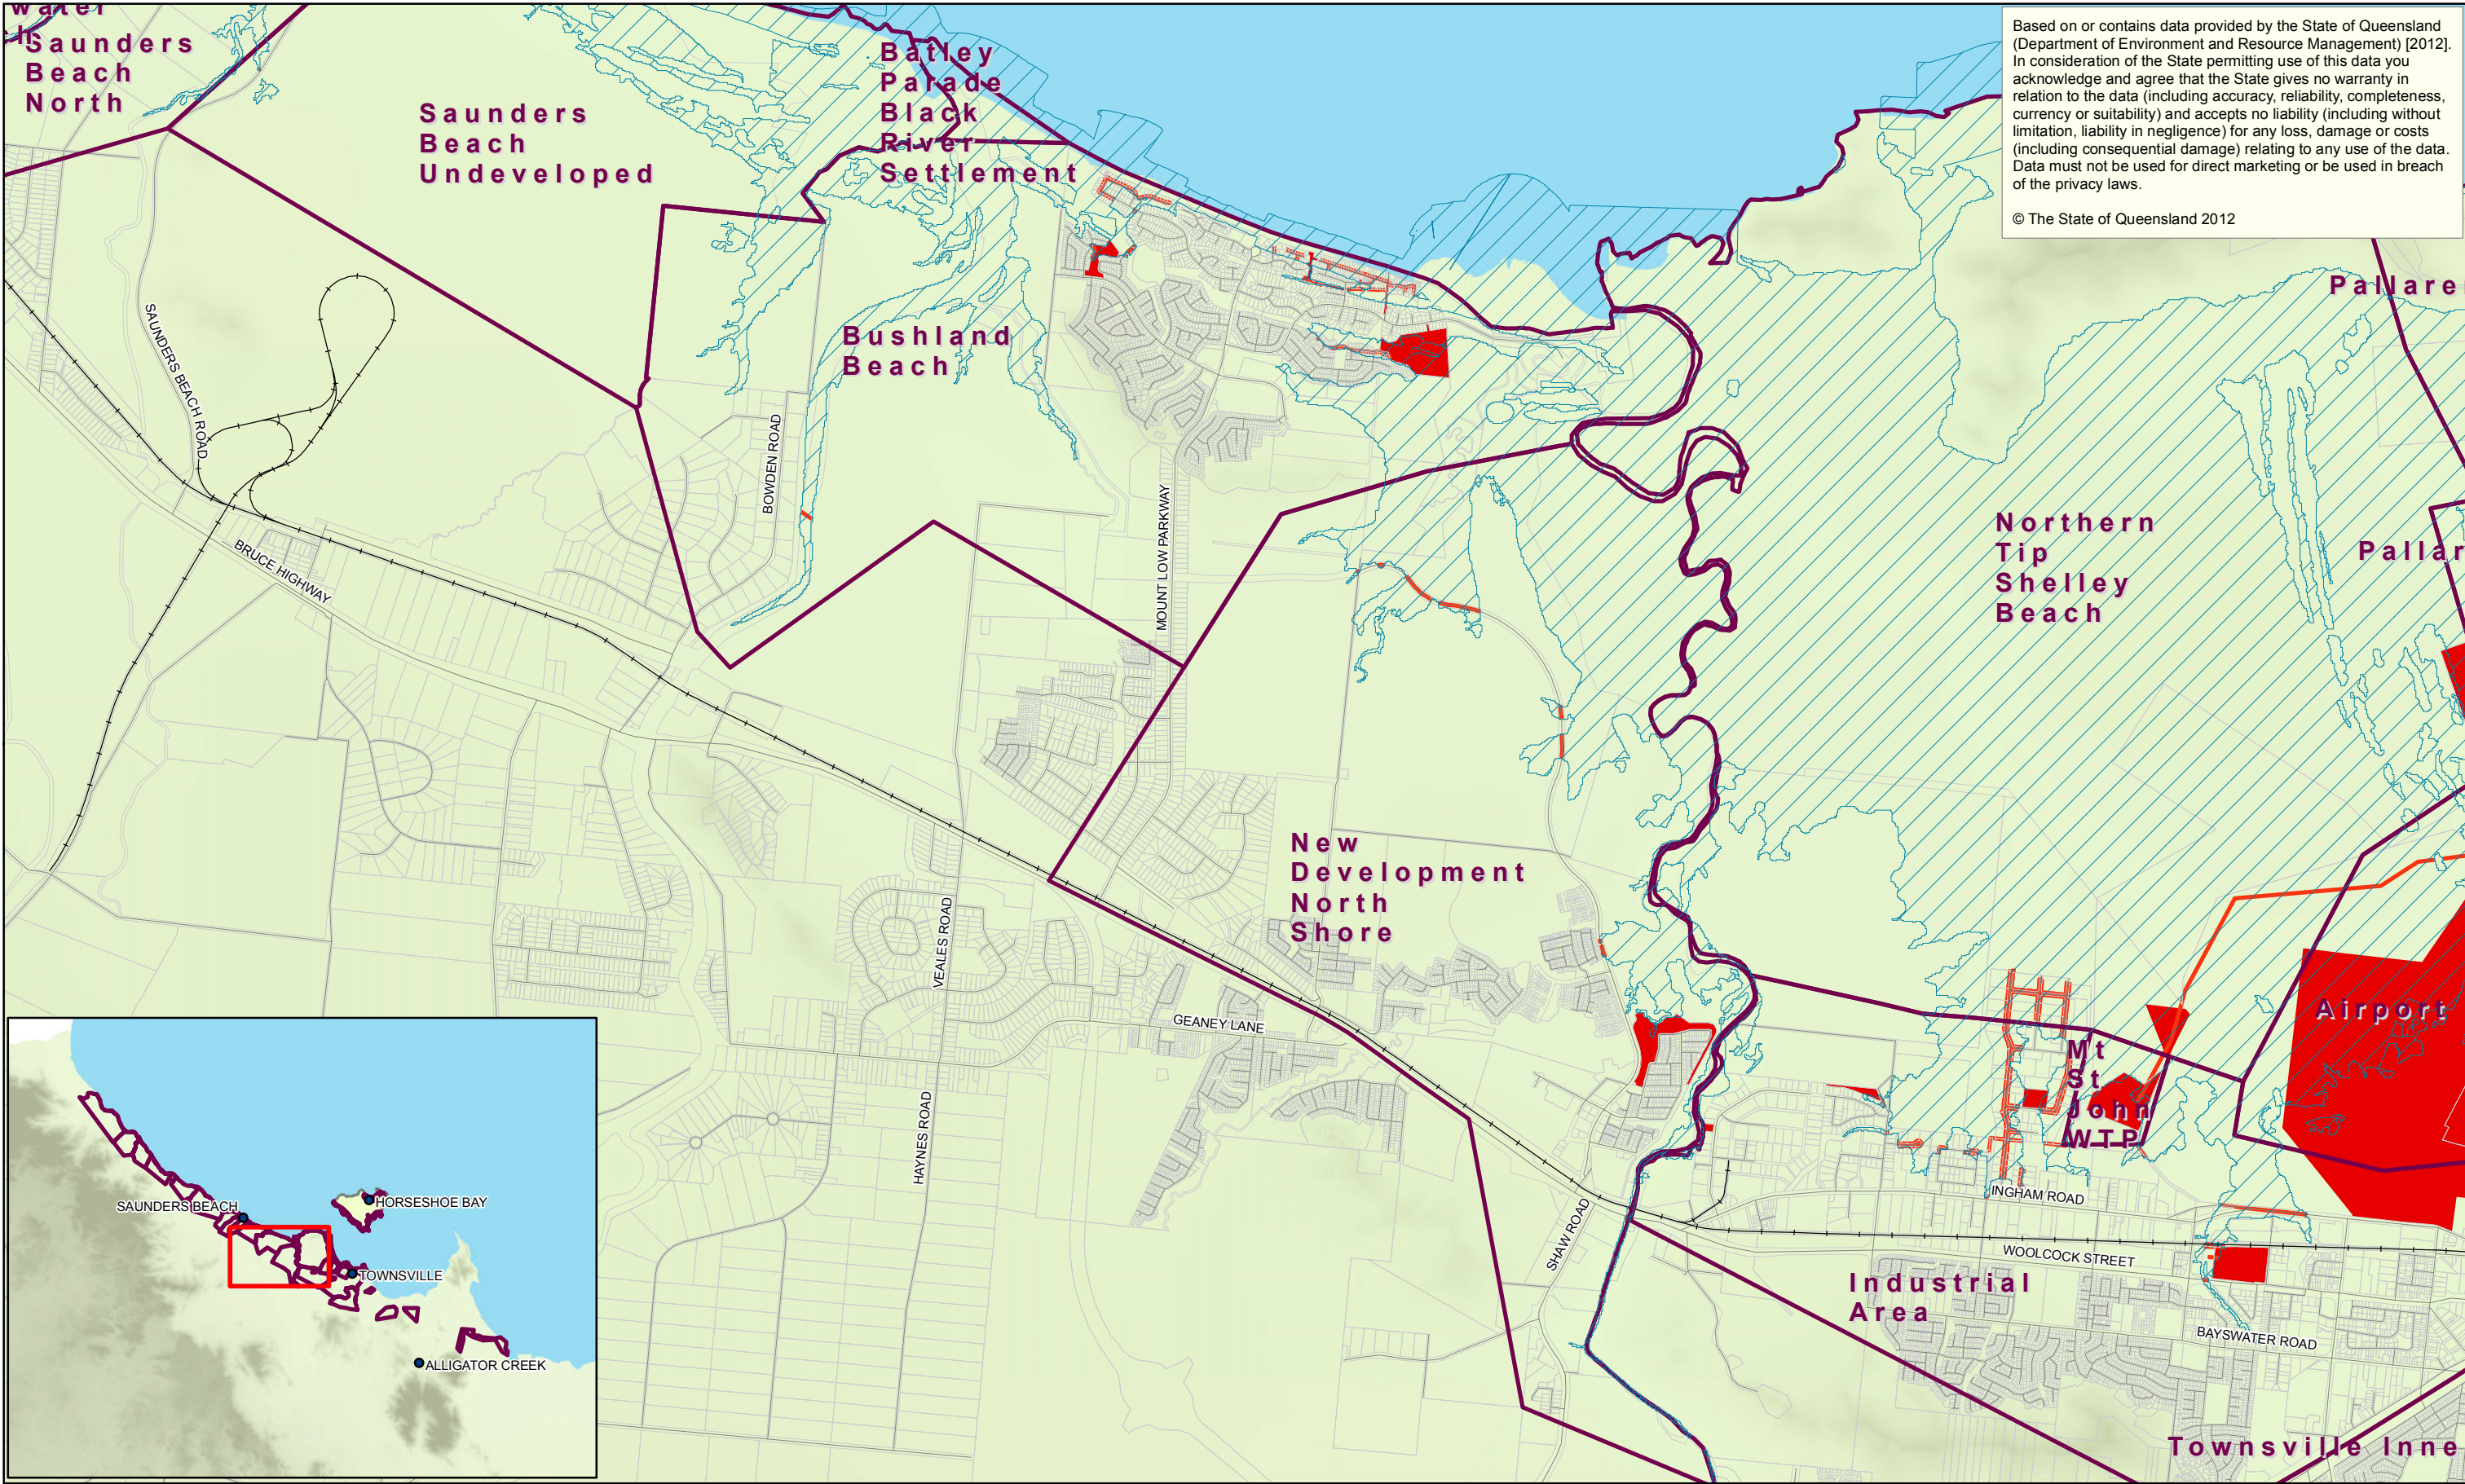 water
h
Saunders
Beach
North
Saunders
Beach
Undeveloped
Batley
Parade
Black
River
Settlement
Based on or contains data provided by the State of Queensland
(Department of Environment and Resource Management) [2012].
In consideration of the State permitting use of this data you
acknowledge and agree that the State gives no warranty in
relation to the data (including accuracy, reliability, completeness,
currency or suitability) and accepts no liability (including without
limitation, liability in negligence) for any loss, damage or costs
(including consequential damage) relating to any use of the data.
Data must not be used for direct marketing or be used in breach
of the privacy laws.
© The State of Queensland 2012
Pallare
Bushland
Beach
SAUNDERS BEACH ROAD
BOWDEN ROAD
MOUNT LOW PARKWAY
BRUCE HIGHWAY
Northern
Tip
Shelley
Beach
Pallar
New
Development
North
Shore
VEALES ROAD
GEANEY LANE
HAYNES ROAD
Airport
Mt
St
John
WTP
INGHAM ROAD
SHAW ROAD
WOOLCOCK STREET
Industrial
Area
BAYSWATER ROAD
Townsville Inne
SAUNDERS BEACH
HORSESHOE BAY
TOWNSVILLE
ALLIGATOR CREEK